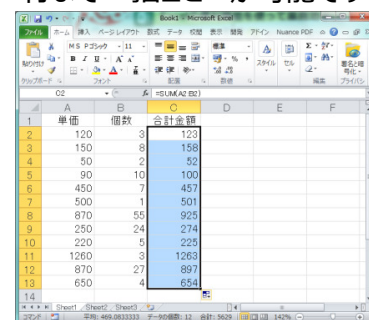 Book1 - Microsoft Excel
ファイル ホーム 挿入 ページ レイアウト 数式 データ 校閲 表示 開発 アドイン Nuance PDF
MS Pゴシック 11 標準 Σ
貼り付け B I U A A % スタイル セル
クリップボード フォント 配置 数値 編集
C2 fx =SUM(A2:B2)
A B C D E F
1 単価 個数 合計金額
2 120 3 123
3 150 8 158
4 50 2 52
5 90 10 100
6 450 7 457
7 500 1 501
8 870 55 925
9 250 24 274
10 220 5 225
11 1260 3 1263
12 870 27 897
13 650 4 654
14
Sheet1 Sheet2 Sheet3
コマンド 平均: 469.0833333 データの個数: 12 合計: 5629 142%